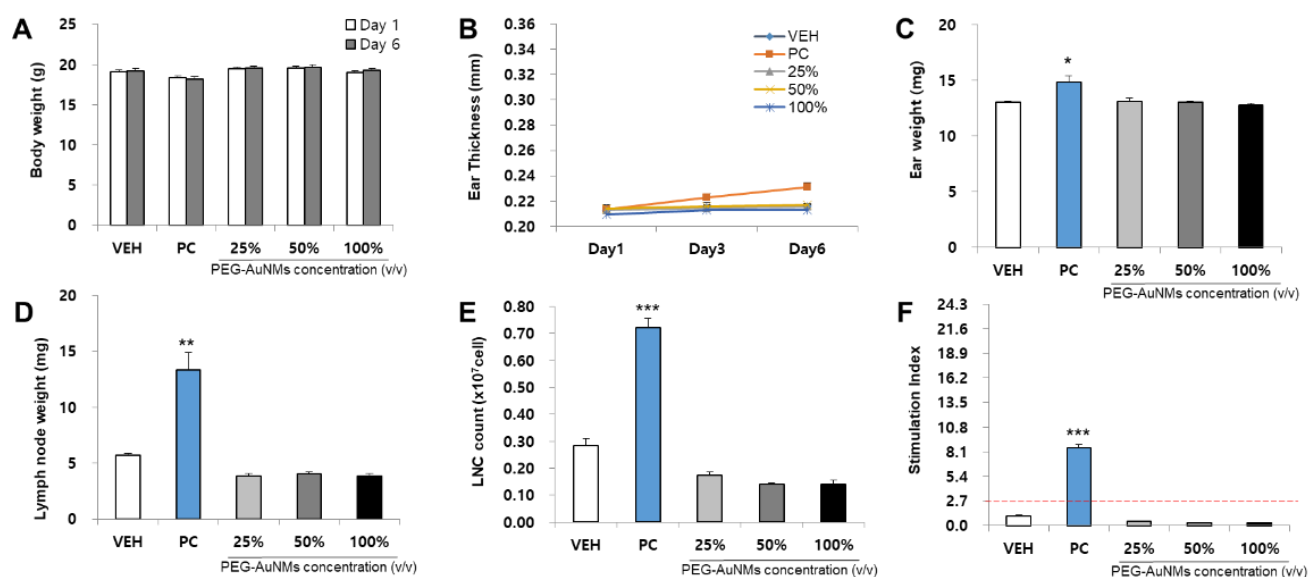 A
Body weight (g)
25
20
15
10
5
0
Day 1
Day 6
VEH PC 25% 50% 100%
PEG-AuNMs concentration (v/v)
B
Ear Thickness (mm)
0.36
0.34
0.32
0.30
0.28
0.26
0.24
0.22
0.20
VEH
PC
25%
50%
100%
Day1 Day3 Day6
C
Ear weight (mg)
20
15
10
5
0
*
VEH PC 25% 50% 100%
PEG-AuNMs concentration (v/v)
D
Lymph node weight (mg)
20
15
10
5
0
**
VEH PC 25% 50% 100%
PEG-AuNMs concentration (v/v)
E
LNC count (x10⁷cell)
0.80
0.70
0.60
0.50
0.40
0.30
0.20
0.10
0.00
***
VEH PC 25% 50% 100%
PEG-AuNMs concentration (v/v)
F
Stimulation Index
24.3
21.6
18.9
16.2
13.5
10.8
8.1
5.4
2.7
0.0
***
VEH PC 25% 50% 100%
PEG-AuNMs concentration (v/v)